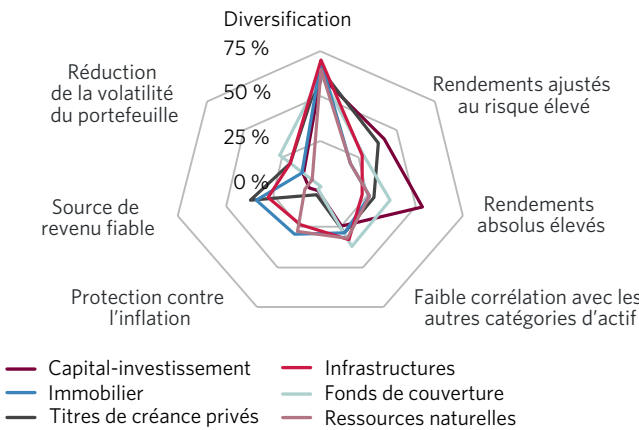 Diversification
75 %
50 %
25 %
0 %
Réduction
de la volatilité
du portefeuille
Rendements ajustés
au risque élevé
Source de
revenu fiable
Rendements
absolus élevés
Protection contre
l’inflation
Faible corrélation avec les
autres catégories d’actif
Capital-investissement
Immobilier
Titres de créance privés
Infrastructures
Fonds de couverture
Ressources naturelles